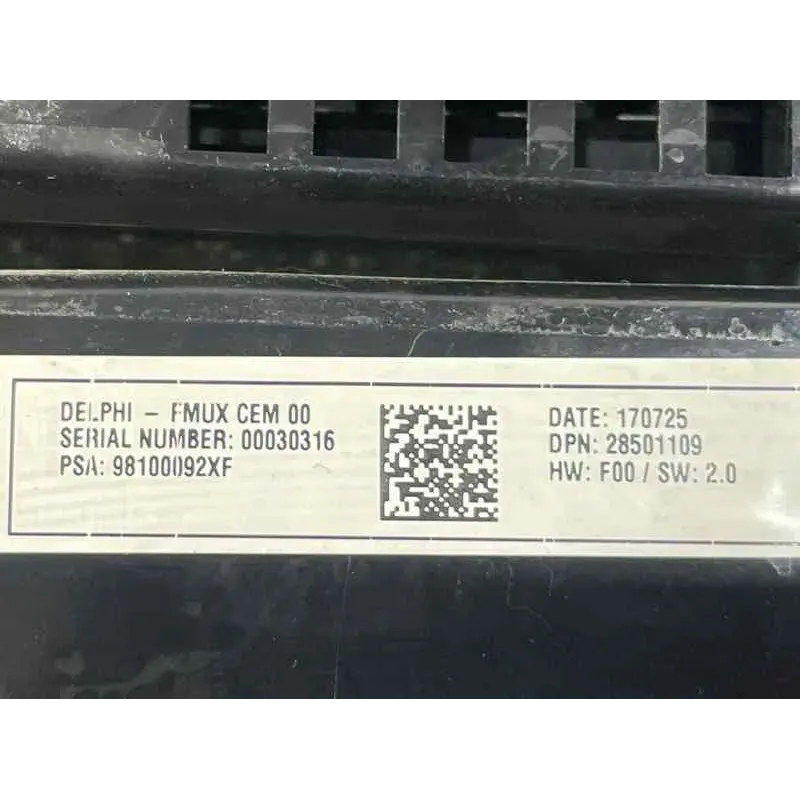 DELPHI - FMUX CEM 00
SERIAL NUMBER: 00030316
PSA: 98100092XF
DATE: 170725
DPN: 28501109
HW: F00 / SW: 2.0